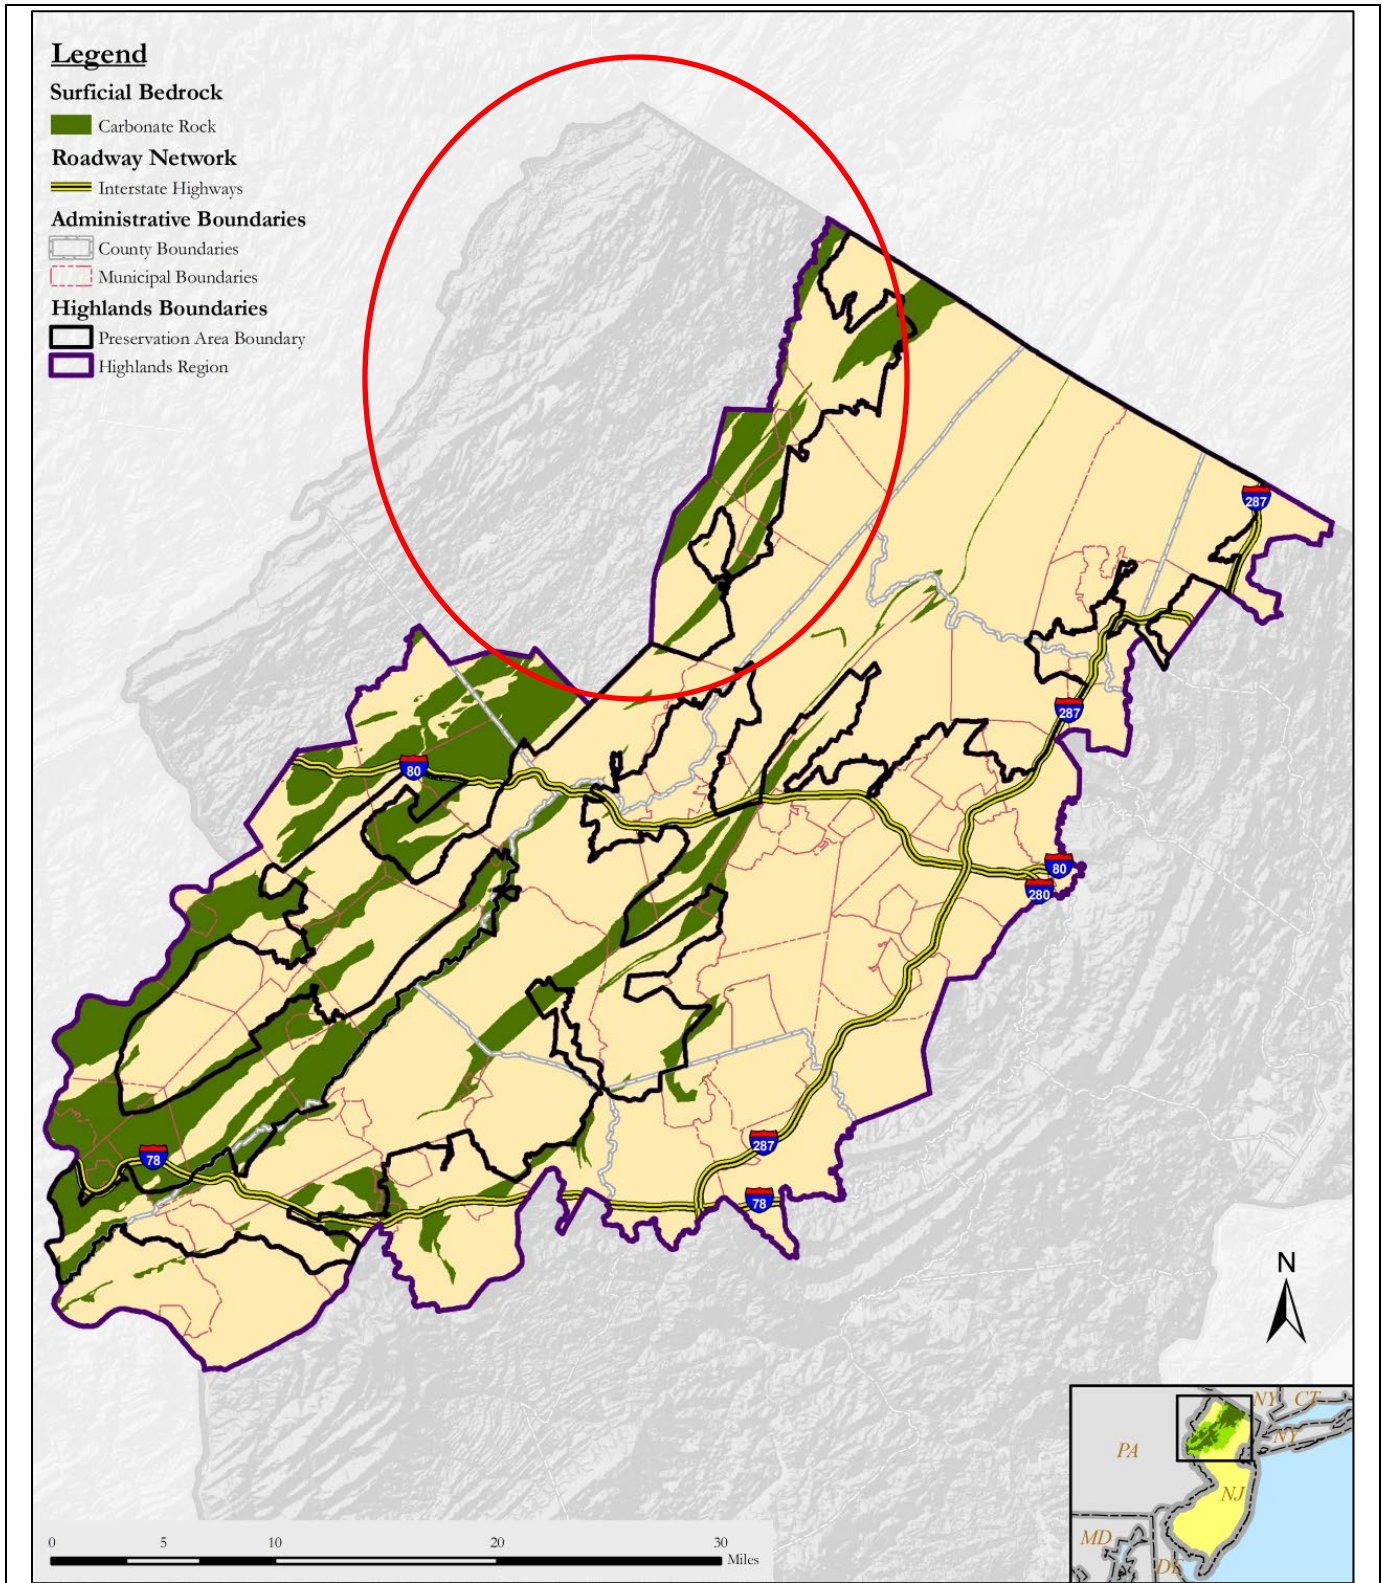 Legend
Surficial Bedrock
Carbonate Rock
Roadway Network
Interstate Highways
Administrative Boundaries
County Boundaries
Municipal Boundaries
Highlands Boundaries
Preservation Area Boundary
Highlands Region
287
287
80
80
280
78
287
78
N
NY CT
NY
PA
NJ
MD
DE
0 5 10 20 30
Miles